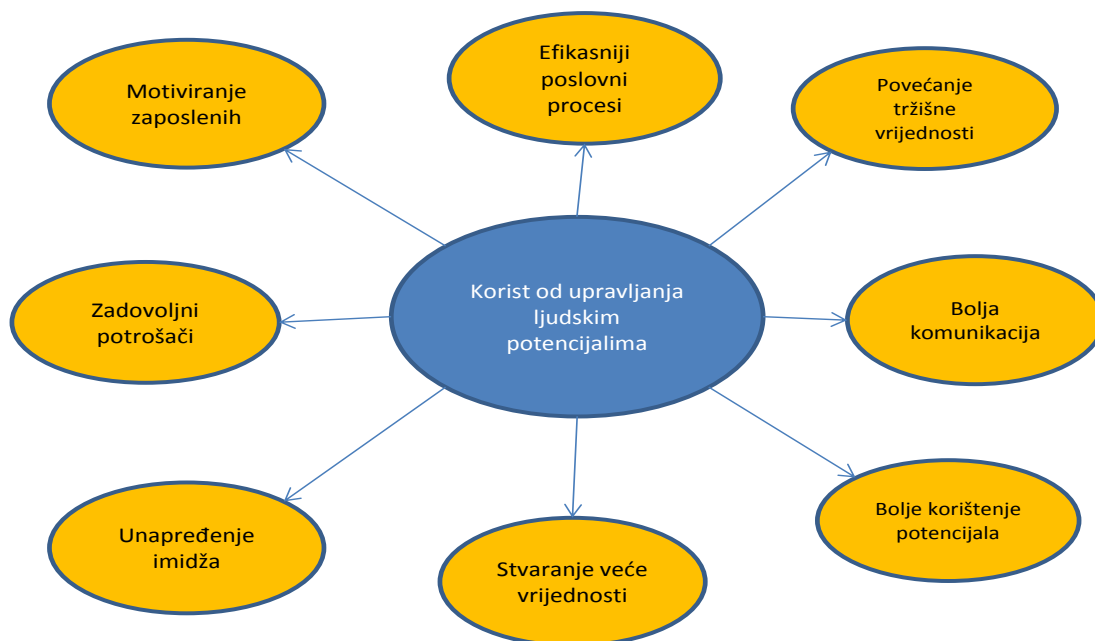 Efikasniji
poslovni
procesi
Motiviranje
zaposlenih
Povećanje
tržišne
vrijednosti
Korist od upravljanja
ljudskim
potencijalima
Zadovoljni
potrošači
Bolja
komunikacija
Unapređenje
imidža
Stvaranje veće
vrijednosti
Bolje korištenje
potencijala